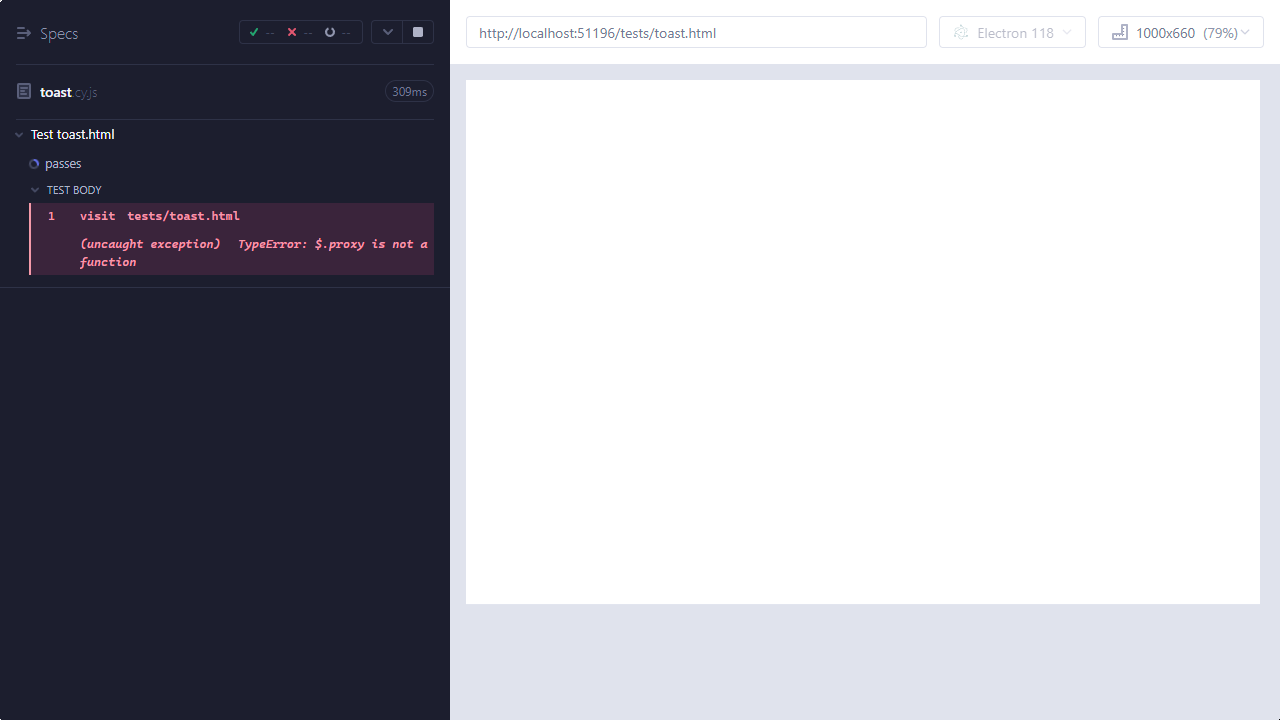 Specs
-- -- --
toast.cy.js
309ms
Test toast.html
passes
TEST BODY
1 visit tests/toast.html
(uncaught exception) TypeError: $.proxy is not a
function
http://localhost:51196/tests/toast.html
Electron 118
1000x660 (79%)